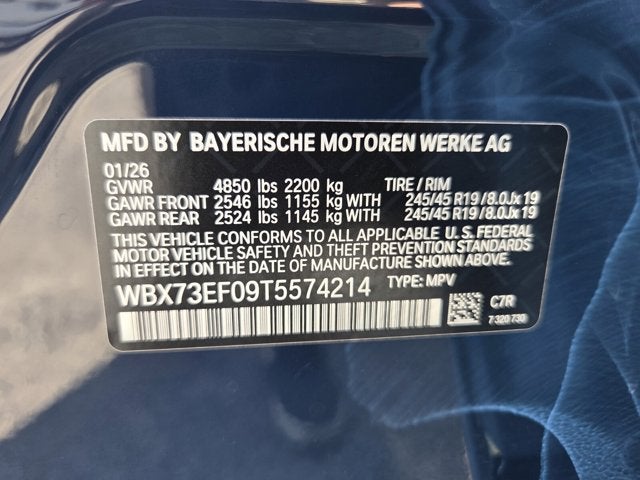 MFD BY BAYERISCHE MOTOREN WERKE AG
01/26
GVWR 4850 lbs 2200 kg TIRE / RIM
GAWR FRONT 2546 lbs 1155 kg WITH 245/45 R19/8.0Jx19
GAWR REAR 2524 lbs 1145 kg WITH 245/45 R19/8.0Jx19
THIS VEHICLE CONFORMS TO ALL APPLICABLE U. S. FEDERAL
MOTOR VEHICLE SAFETY AND THEFT PREVENTION STANDARDS
IN EFFECT ON THE DATE OF MANUFACTURE SHOWN ABOVE.
WBX73EF09T5574214 TYPE: MPV
C7R
7 320 730